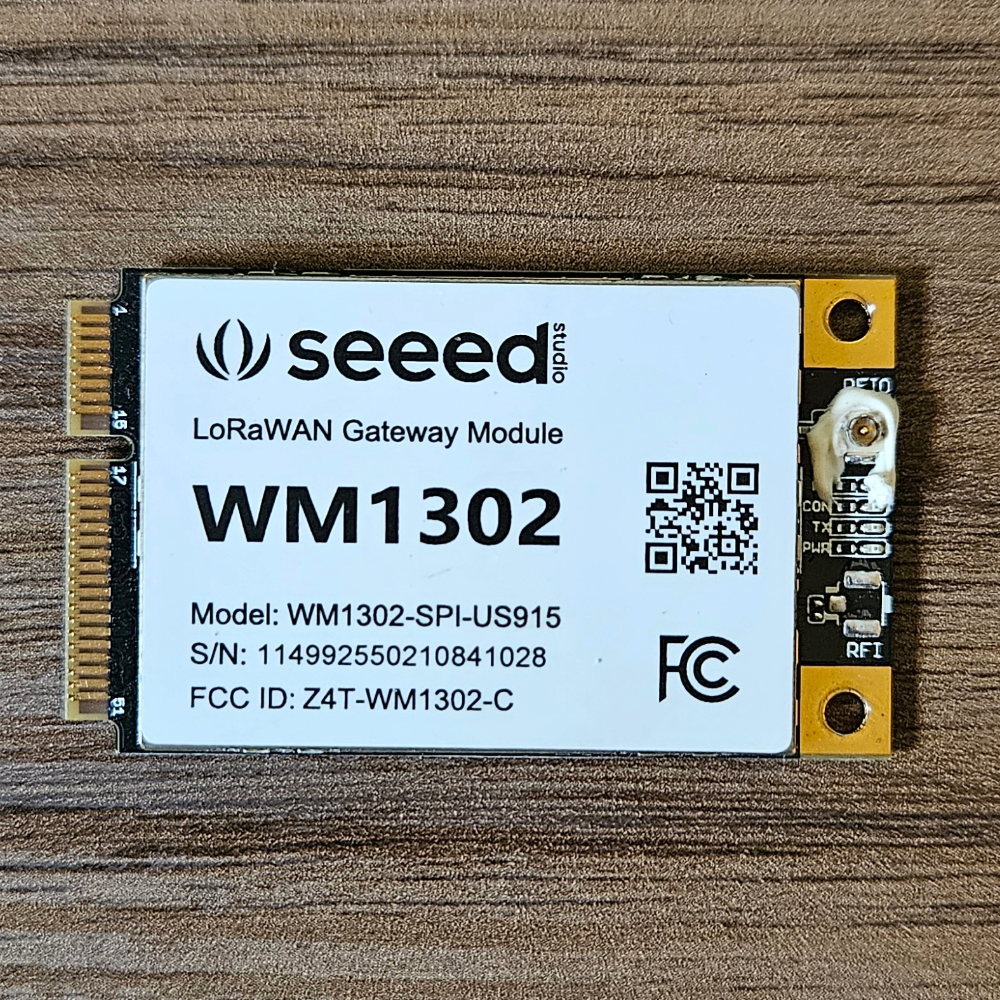 seeed
studio
LoRaWAN Gateway Module
WM1302
Model: WM1302-SPI-US915
S/N: 114992550210841028
FCC ID: Z4T-WM1302-C
FC
15
17
51
CON
TX
PWR
RFI